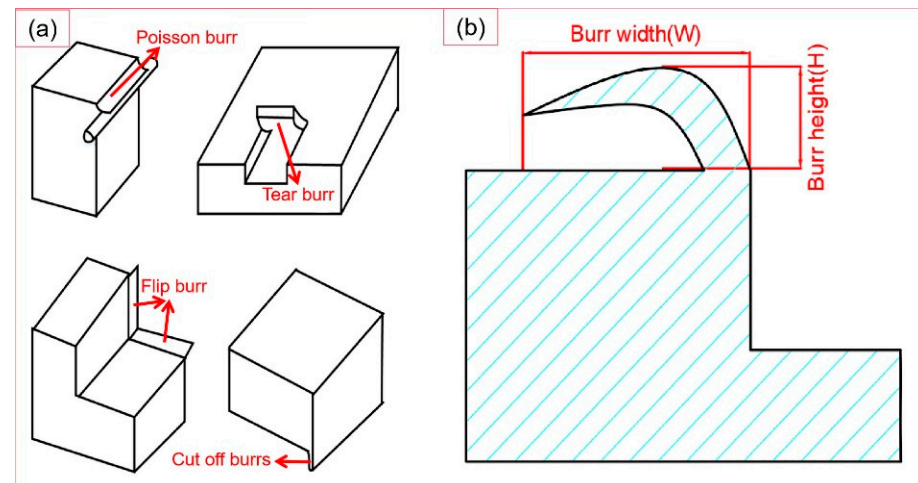 (a)
Poisson burr
Tear burr
Flip burr
Cut off burrs
(b)
Burr width(W)
Burr height(H)